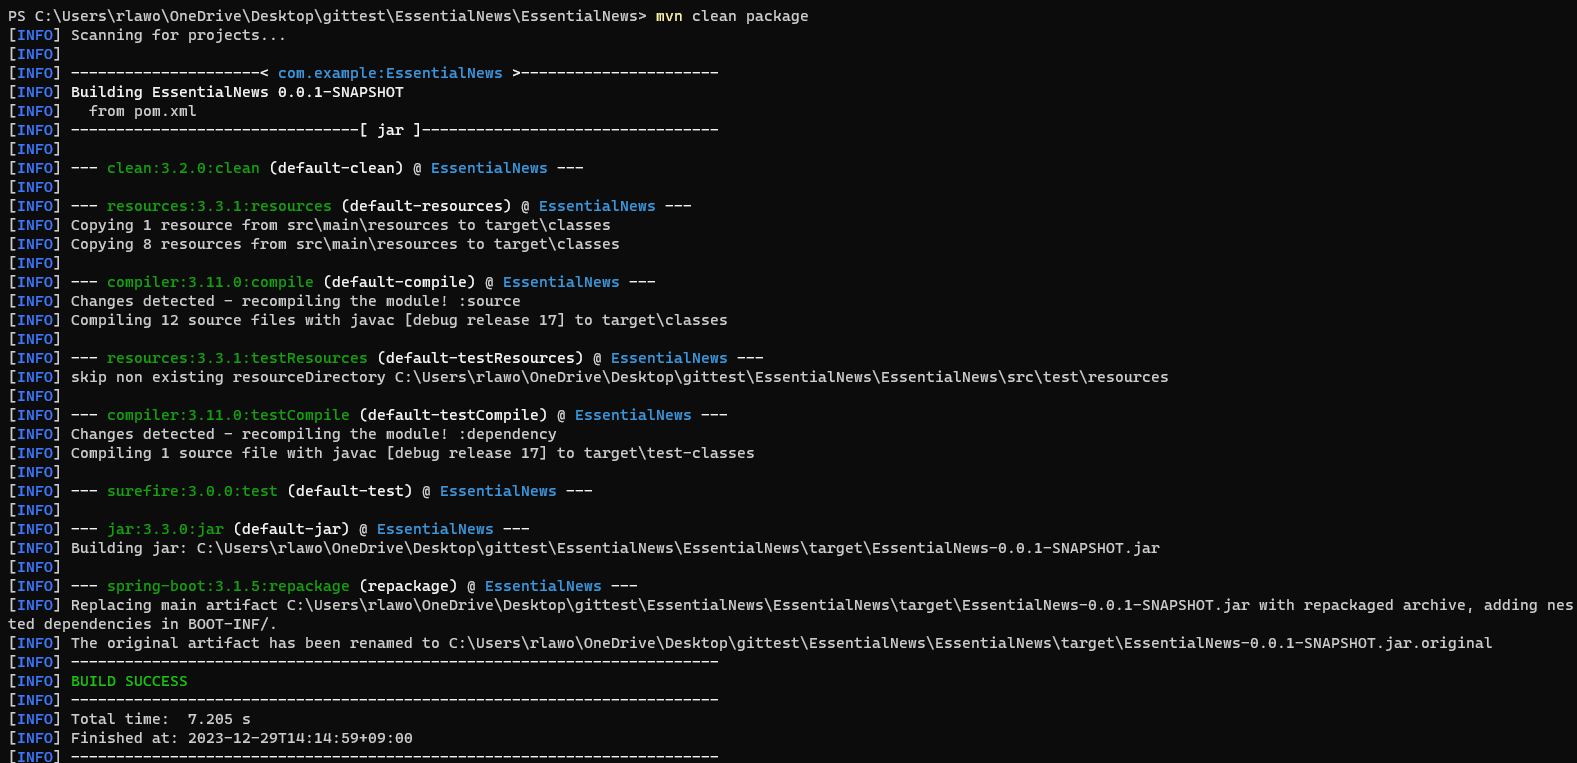 PS C:\Users\rlawo\OneDrive\Desktop\gittest\EssentialNews\EssentialNews> mvn clean package
[INFO] Scanning for projects...
[INFO]
[INFO] ---------------------< com.example:EssentialNews >----------------------
[INFO] Building EssentialNews 0.0.1-SNAPSHOT
[INFO]   from pom.xml
[INFO] --------------------------------[ jar ]---------------------------------
[INFO]
[INFO] --- clean:3.2.0:clean (default-clean) @ EssentialNews ---
[INFO]
[INFO] --- resources:3.3.1:resources (default-resources) @ EssentialNews ---
[INFO] Copying 1 resource from src\main\resources to target\classes
[INFO] Copying 8 resources from src\main\resources to target\classes
[INFO]
[INFO] --- compiler:3.11.0:compile (default-compile) @ EssentialNews ---
[INFO] Changes detected - recompiling the module! :source
[INFO] Compiling 12 source files with javac [debug release 17] to target\classes
[INFO]
[INFO] --- resources:3.3.1:testResources (default-testResources) @ EssentialNews ---
[INFO] skip non existing resourceDirectory C:\Users\rlawo\OneDrive\Desktop\gittest\EssentialNews\EssentialNews\src\test\resources
[INFO]
[INFO] --- compiler:3.11.0:testCompile (default-testCompile) @ EssentialNews ---
[INFO] Changes detected - recompiling the module! :dependency
[INFO] Compiling 1 source file with javac [debug release 17] to target\test-classes
[INFO]
[INFO] --- surefire:3.0.0:test (default-test) @ EssentialNews ---
[INFO]
[INFO] --- jar:3.3.0:jar (default-jar) @ EssentialNews ---
[INFO] Building jar: C:\Users\rlawo\OneDrive\Desktop\gittest\EssentialNews\EssentialNews\target\EssentialNews-0.0.1-SNAPSHOT.jar
[INFO]
[INFO] --- spring-boot:3.1.5:repackage (repackage) @ EssentialNews ---
[INFO] Replacing main artifact C:\Users\rlawo\OneDrive\Desktop\gittest\EssentialNews\EssentialNews\target\EssentialNews-0.0.1-SNAPSHOT.jar with repackaged archive, adding nes
ted dependencies in BOOT-INF/.
[INFO] The original artifact has been renamed to C:\Users\rlawo\OneDrive\Desktop\gittest\EssentialNews\EssentialNews\target\EssentialNews-0.0.1-SNAPSHOT.jar.original
[INFO] ------------------------------------------------------------------------
[INFO] BUILD SUCCESS
[INFO] ------------------------------------------------------------------------
[INFO] Total time:  7.205 s
[INFO] Finished at: 2023-12-29T14:14:59+09:00
[INFO] ------------------------------------------------------------------------